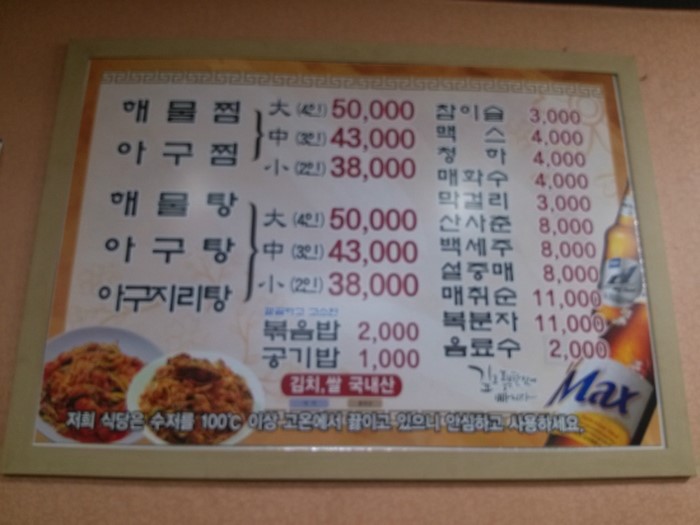 해물찜
아구찜
大 (4인) 50,000
中 (3인) 43,000
小 (2인) 38,000
해물탕
아구탕
아구지리탕
大 (4인) 50,000
中 (3인) 43,000
小 (2인) 38,000
볶음밥 2,000
공기밥 1,000
김치,쌀 국내산
참이슬 3,000
맥스 4,000
청하 4,000
매화수 4,000
막걸리 3,000
산사춘 8,000
백세주 8,000
설중매 8,000
매취순 11,000
복분자 11,000
음료수 2,000
Max
저희 식당은 수저를 100℃ 이상 고온에서 끓이고 있으니 안심하고 사용하세요.